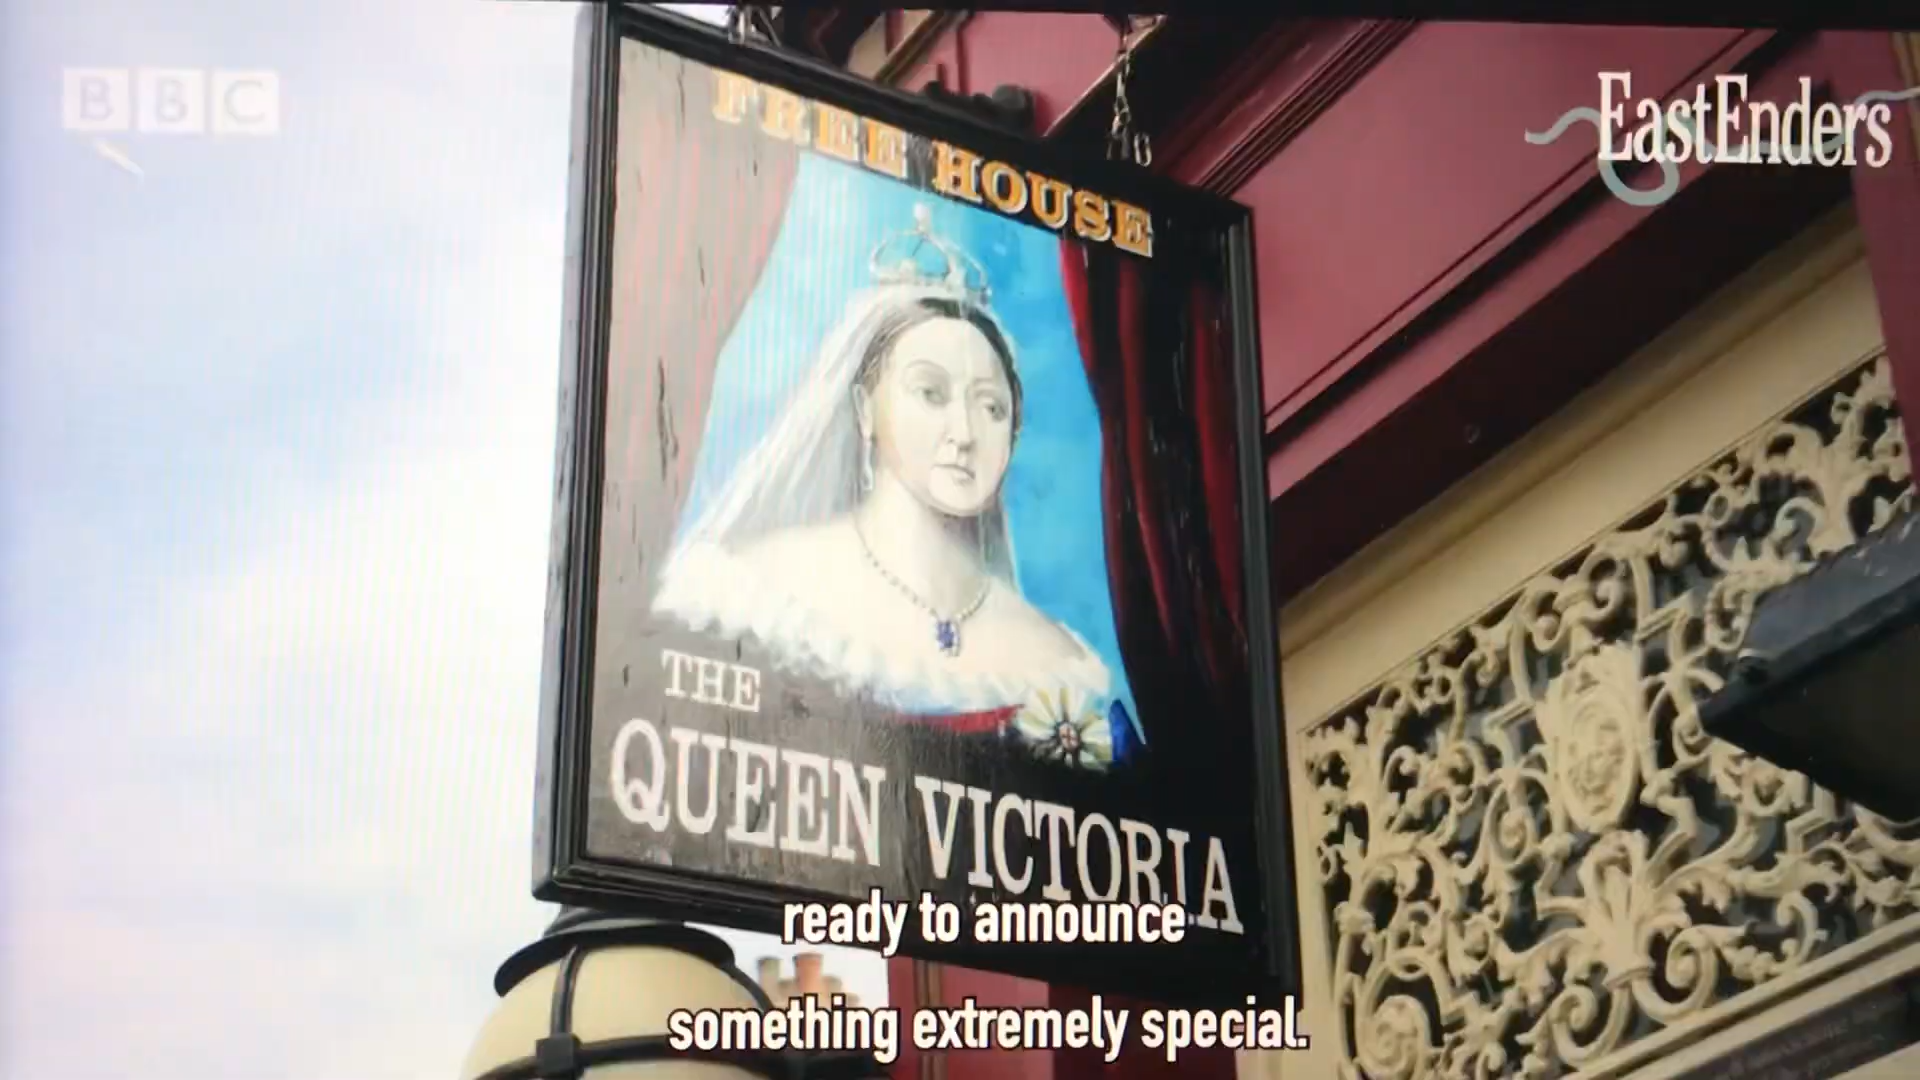 BBC
EastEnders
FREE HOUSE
THE
QUEEN VICTORIA
ready to announce
something extremely special.